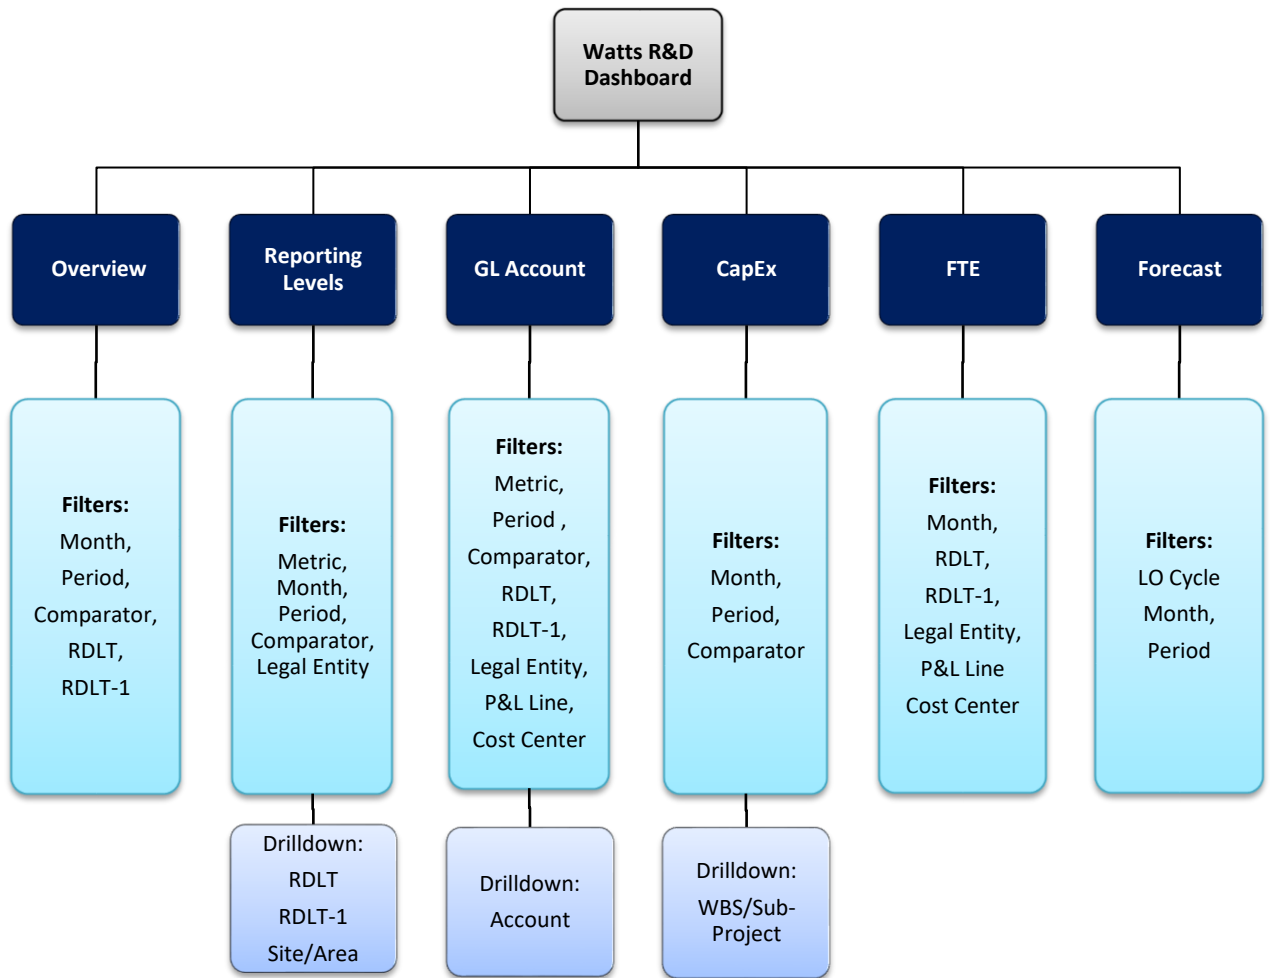 Watts R&D
Dashboard
Overview
Reporting
Levels
GL Account
CapEx
FTE
Forecast
Filters:
Month,
Period,
Comparator,
RDLT,
RDLT-1
Filters:
Metric,
Month,
Period,
Comparator,
Legal Entity
Filters:
Metric,
Period ,
Comparator,
RDLT,
RDLT-1,
Legal Entity,
P&L Line,
Cost Center
Filters:
Month,
Period,
Comparator
Filters:
Month,
RDLT,
RDLT-1,
Legal Entity,
P&L Line
Cost Center
Filters:
LO Cycle
Month,
Period
Drilldown:
RDLT
RDLT-1
Site/Area
Drilldown:
Account
Drilldown:
WBS/Sub-
Project